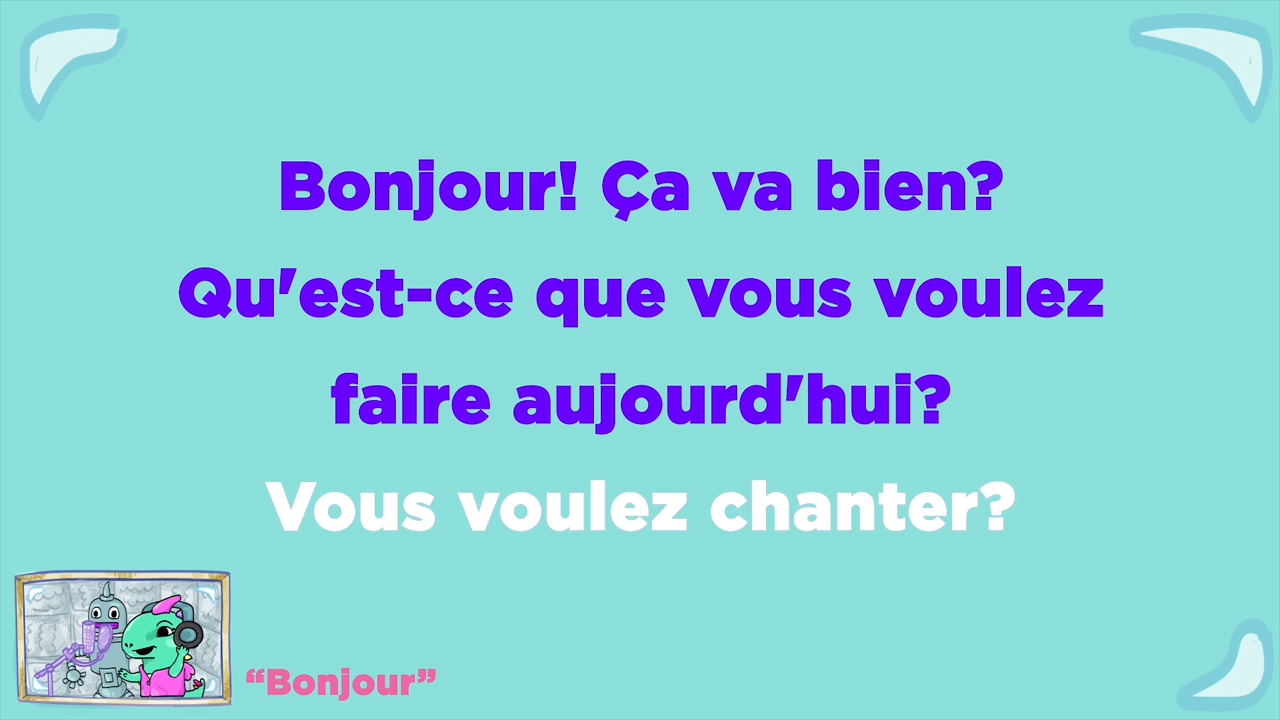 Bonjour! Ça va bien?
Qu'est-ce que vous voulez
faire aujourd'hui?
Vous voulez chanter?
“Bonjour”